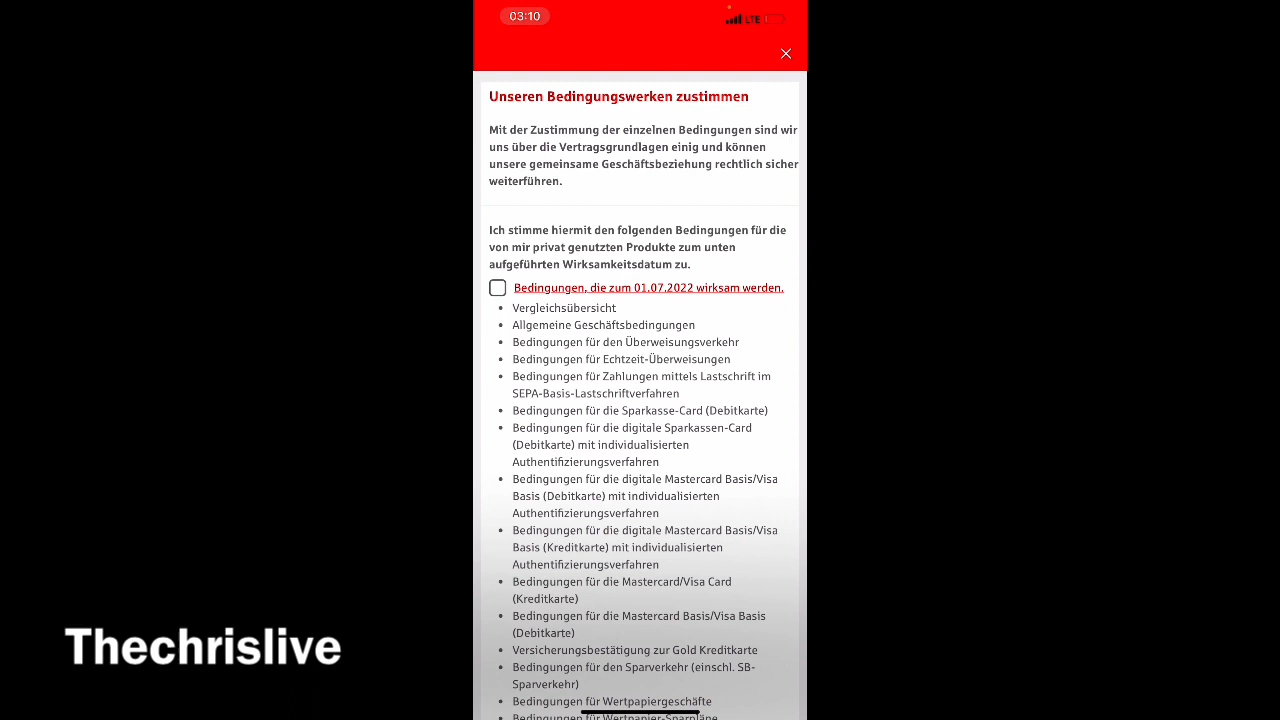 03:10
LTE
Unseren Bedingungswerken zustimmen
Mit der Zustimmung der einzelnen Bedingungen sind wir
uns über die Vertragsgrundlagen einig und können
unsere gemeinsame Geschäftsbeziehung rechtlich sicher
weiterführen.
Ich stimme hiermit den folgenden Bedingungen für die
von mir privat genutzten Produkte zum unten
aufgeführten Wirksamkeitsdatum zu.
Bedingungen, die zum 01.07.2022 wirksam werden.
• Vergleichsübersicht
• Allgemeine Geschäftsbedingungen
• Bedingungen für den Überweisungsverkehr
• Bedingungen für Echtzeit-Überweisungen
• Bedingungen für Zahlungen mittels Lastschrift im
SEPA-Basis-Lastschriftverfahren
• Bedingungen für die Sparkasse-Card (Debitkarte)
• Bedingungen für die digitale Sparkassen-Card
(Debitkarte) mit individualisierten
Authentifizierungsverfahren
• Bedingungen für die digitale Mastercard Basis/Visa
Basis (Debitkarte) mit individualisierten
Authentifizierungsverfahren
• Bedingungen für die digitale Mastercard Basis/Visa
Basis (Kreditkarte) mit individualisierten
Authentifizierungsverfahren
• Bedingungen für die Mastercard/Visa Card
(Kreditkarte)
• Bedingungen für die Mastercard Basis/Visa Basis
(Debitkarte)
• Versicherungsbestätigung zur Gold Kreditkarte
• Bedingungen für den Sparverkehr (einschl. SB-
Sparverkehr)
• Bedingungen für Wertpapiergeschäfte
• Bedingungen für Wertpapier-Sparpläne
Thechrislive